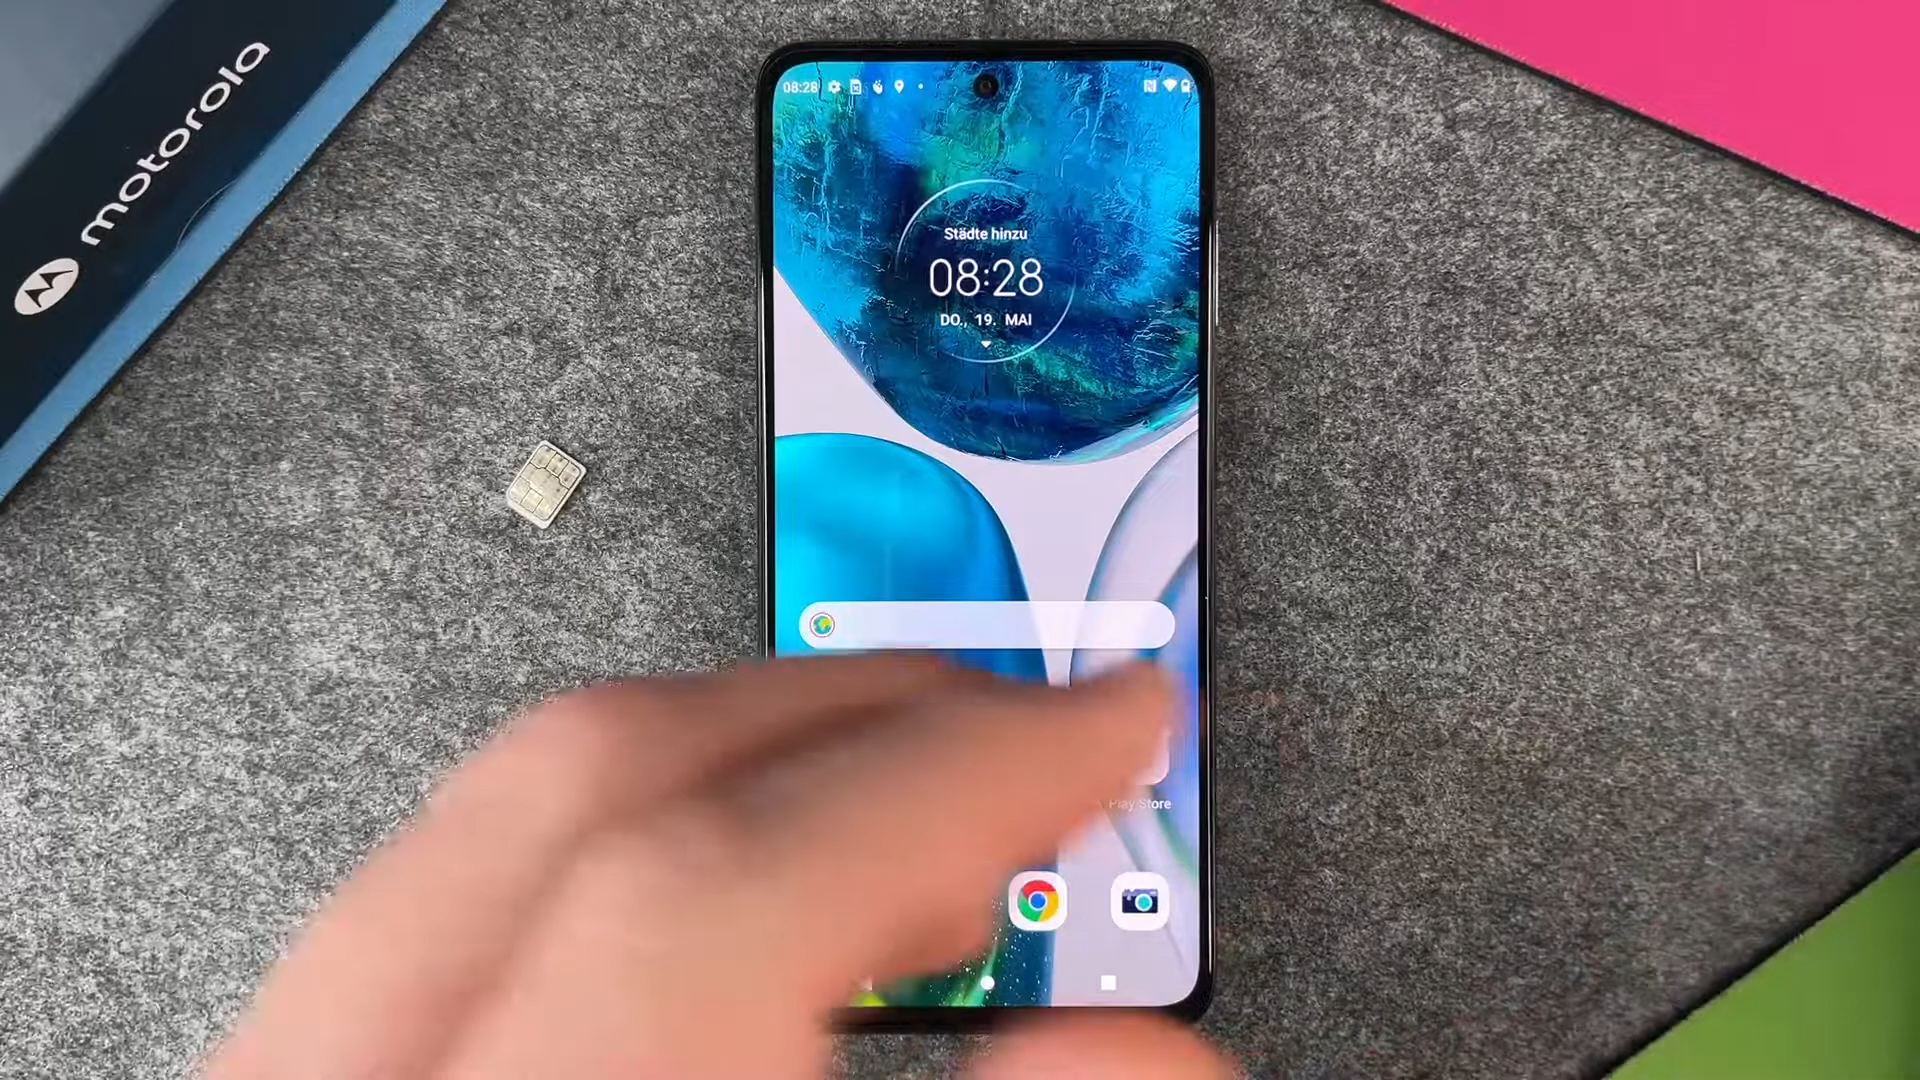 motorola
08:28
Städte hinzu
08:28
DO., 19. MAI
Play Store